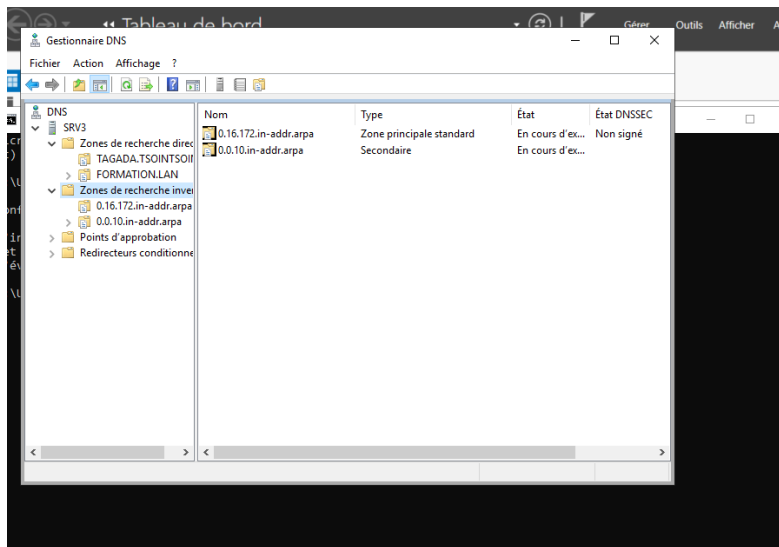 Tableau de bord
Gérer Outils Afficher
Gestionnaire DNS
Fichier Action Affichage ?
DNS
SRV3
Zones de recherche direc
TAGADA.TSOINTSOI
FORMATION.LAN
Zones de recherche inver
0.16.172.in-addr.arpa
0.0.10.in-addr.arpa
Points d'approbation
Redirecteurs conditionne
Nom Type État État DNSSEC
0.16.172.in-addr.arpa Zone principale standard En cours d'ex... Non signé
0.0.10.in-addr.arpa Secondaire En cours d'ex...